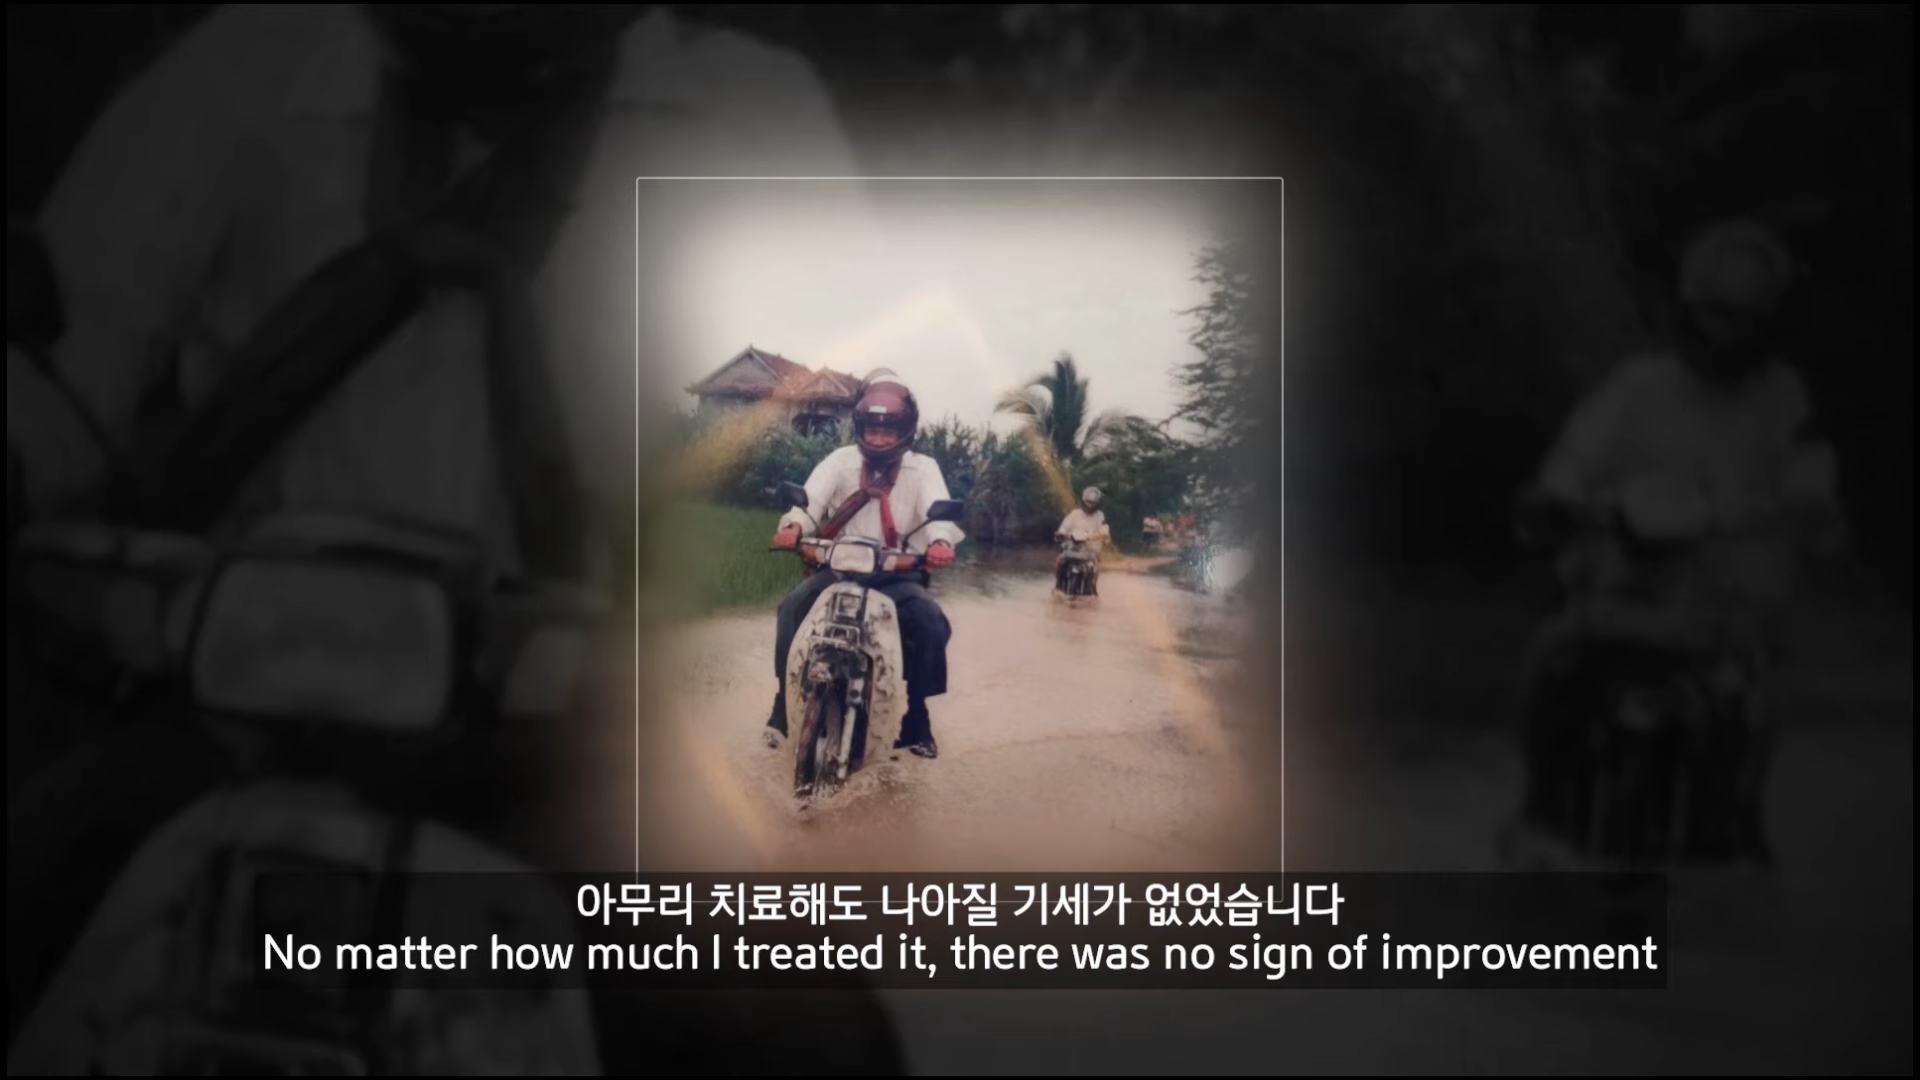 아무리 치료해도 나아질 기세가 없었습니다
No matter how much I treated it, there was no sign of improvement